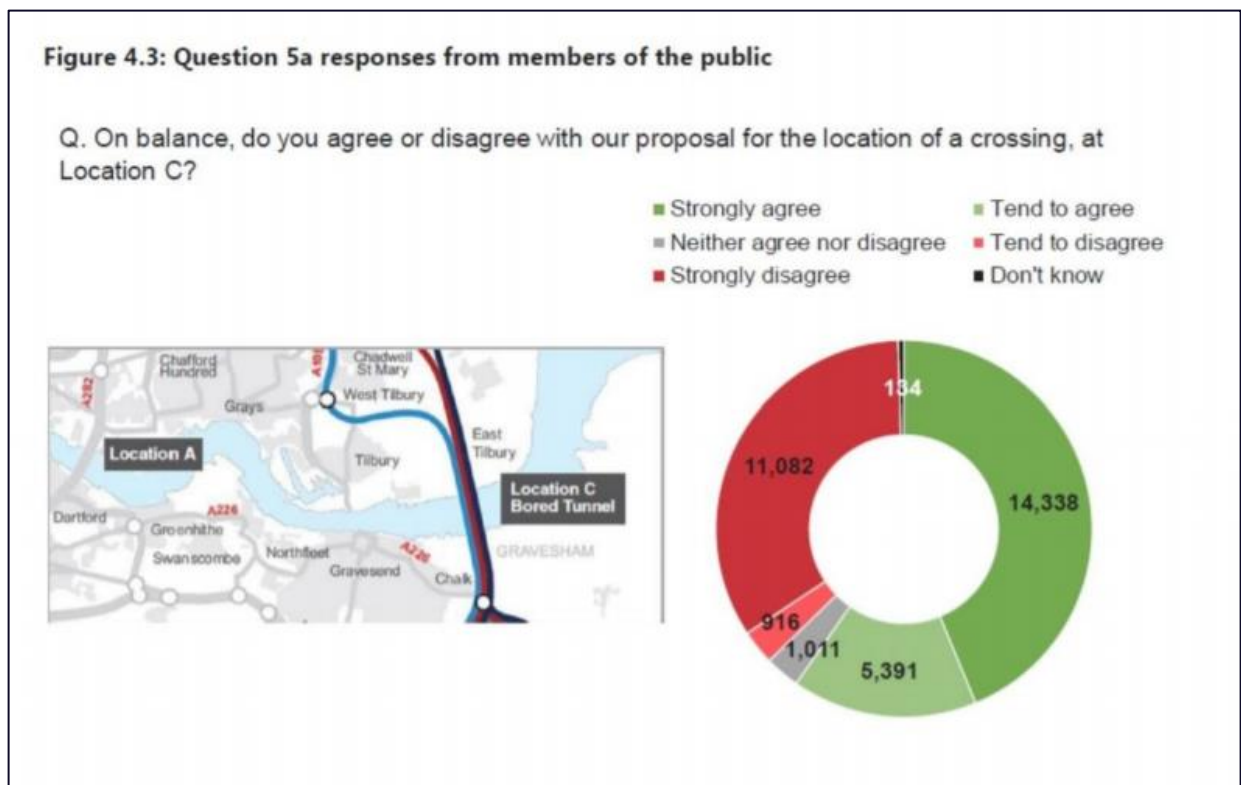 Figure 4.3: Question 5a responses from members of the public
Q. On balance, do you agree or disagree with our proposal for the location of a crossing, at
Location C?
Strongly agree
Tend to agree
Neither agree nor disagree
Tend to disagree
Strongly disagree
Don't know
Chafford
Hundred
A282
Grays
Chadwell
St Mary
West Tilbury
East
Tilbury
Tilbury
Location A
Location C
Bored Tunnel
Dartford
A226
Greenhithe
Swanscombe
Northfleet
Gravesend
A226
Chalk
GRAVESHAM
134
11,082
14,338
916
1,011
5,391